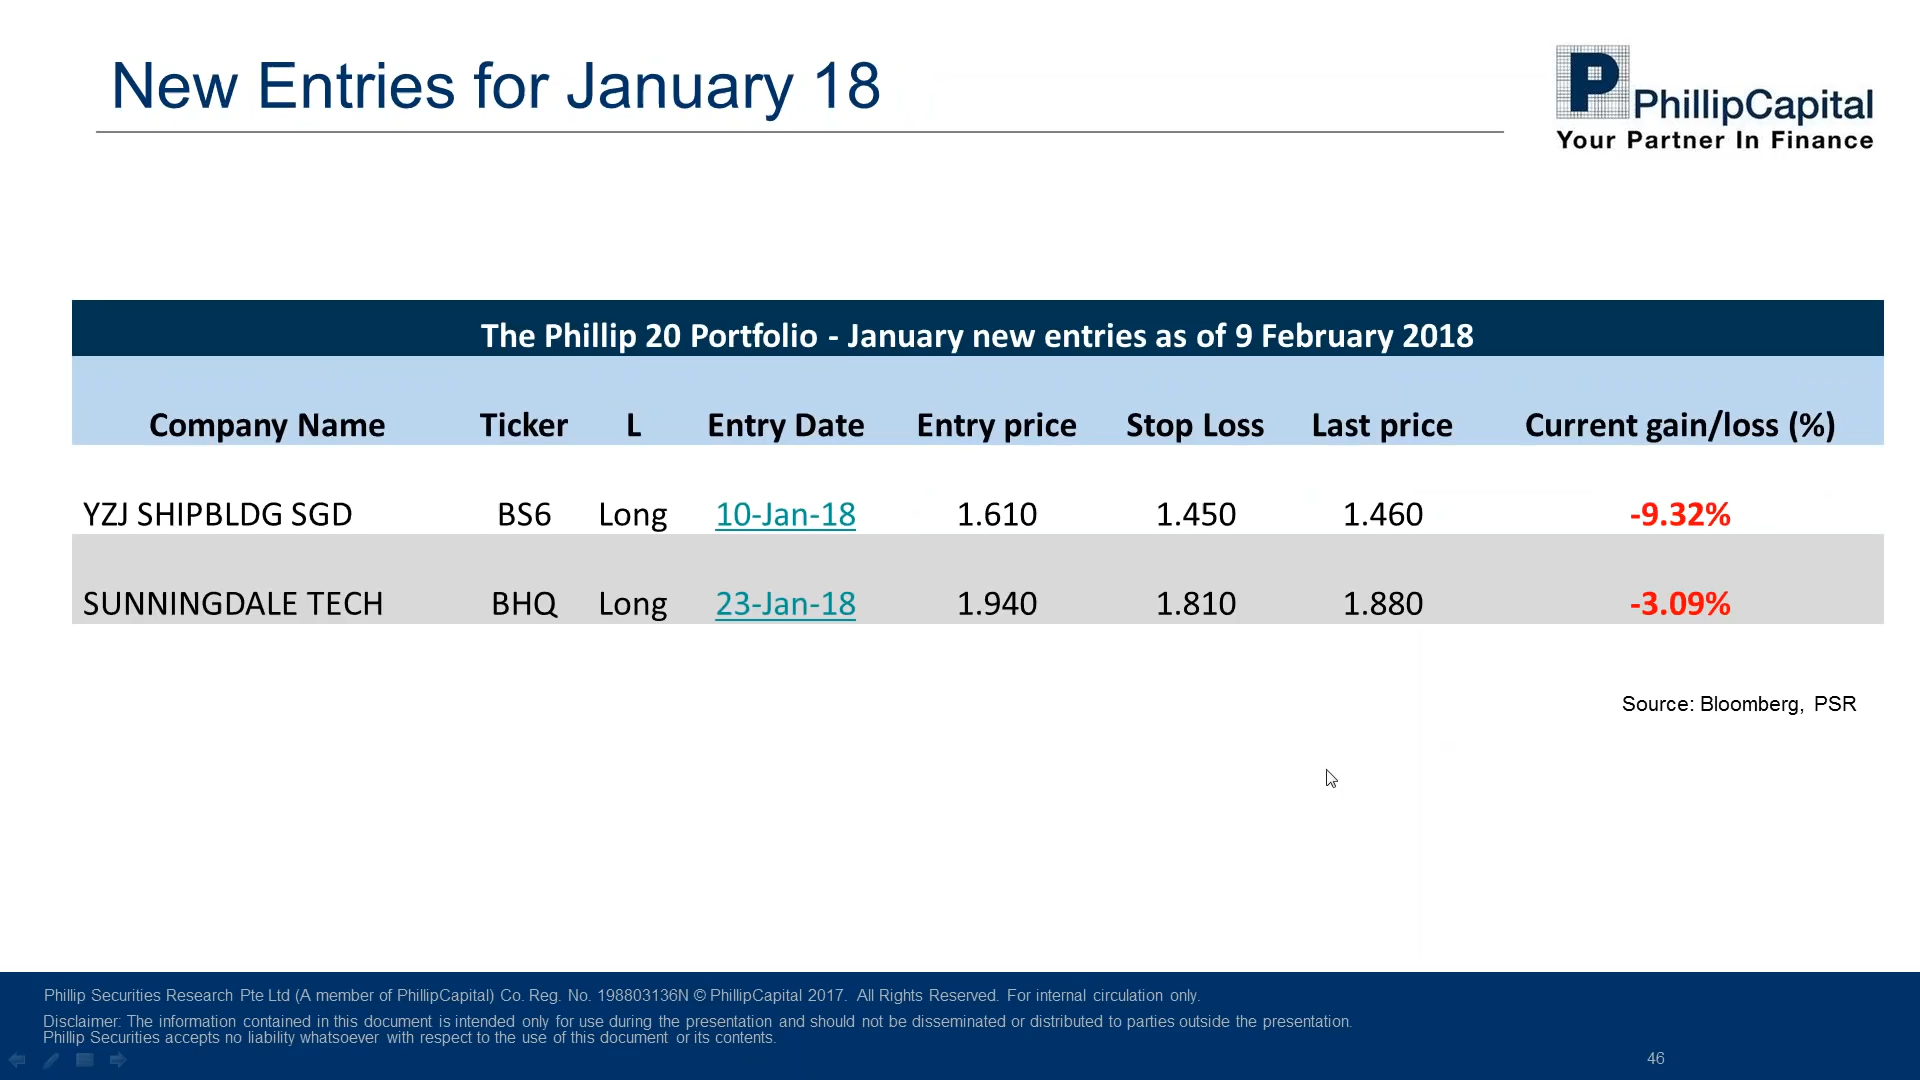 New Entries for January 18
P PhillipCapital
Your Partner In Finance
The Phillip 20 Portfolio - January new entries as of 9 February 2018
Company Name Ticker L Entry Date Entry price Stop Loss Last price Current gain/loss (%)
YZJ SHIPBLDG SGD BS6 Long 10-Jan-18 1.610 1.450 1.460 -9.32%
SUNNINGDALE TECH BHQ Long 23-Jan-18 1.940 1.810 1.880 -3.09%
Source: Bloomberg, PSR
Phillip Securities Research Pte Ltd (A member of PhillipCapital) Co. Reg. No. 198803136N © PhillipCapital 2017. All Rights Reserved. For internal circulation only.
Disclaimer: The information contained in this document is intended only for use during the presentation and should not be disseminated or distributed to parties outside the presentation.
Phillip Securities accepts no liability whatsoever with respect to the use of this document or its contents.
46